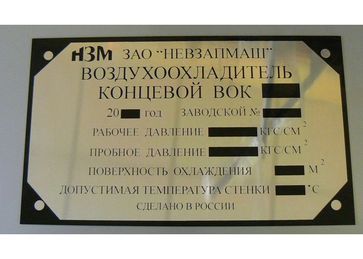 НЗМ ЗАО "НЕВЗАПМАШ"
ВОЗДУХООХЛАДИТЕЛЬ
КОНЦЕВОЙ ВОК
20 ГОД ЗАВОДСКОЙ №
РАБОЧЕЕ ДАВЛЕНИЕ КГС/СМ²
ПРОБНОЕ ДАВЛЕНИЕ КГС/СМ²
ПОВЕРХНОСТЬ ОХЛАЖДЕНИЯ М²
ДОПУСТИМАЯ ТЕМПЕРАТУРА СТЕНКИ °С
СДЕЛАНО В РОССИИ